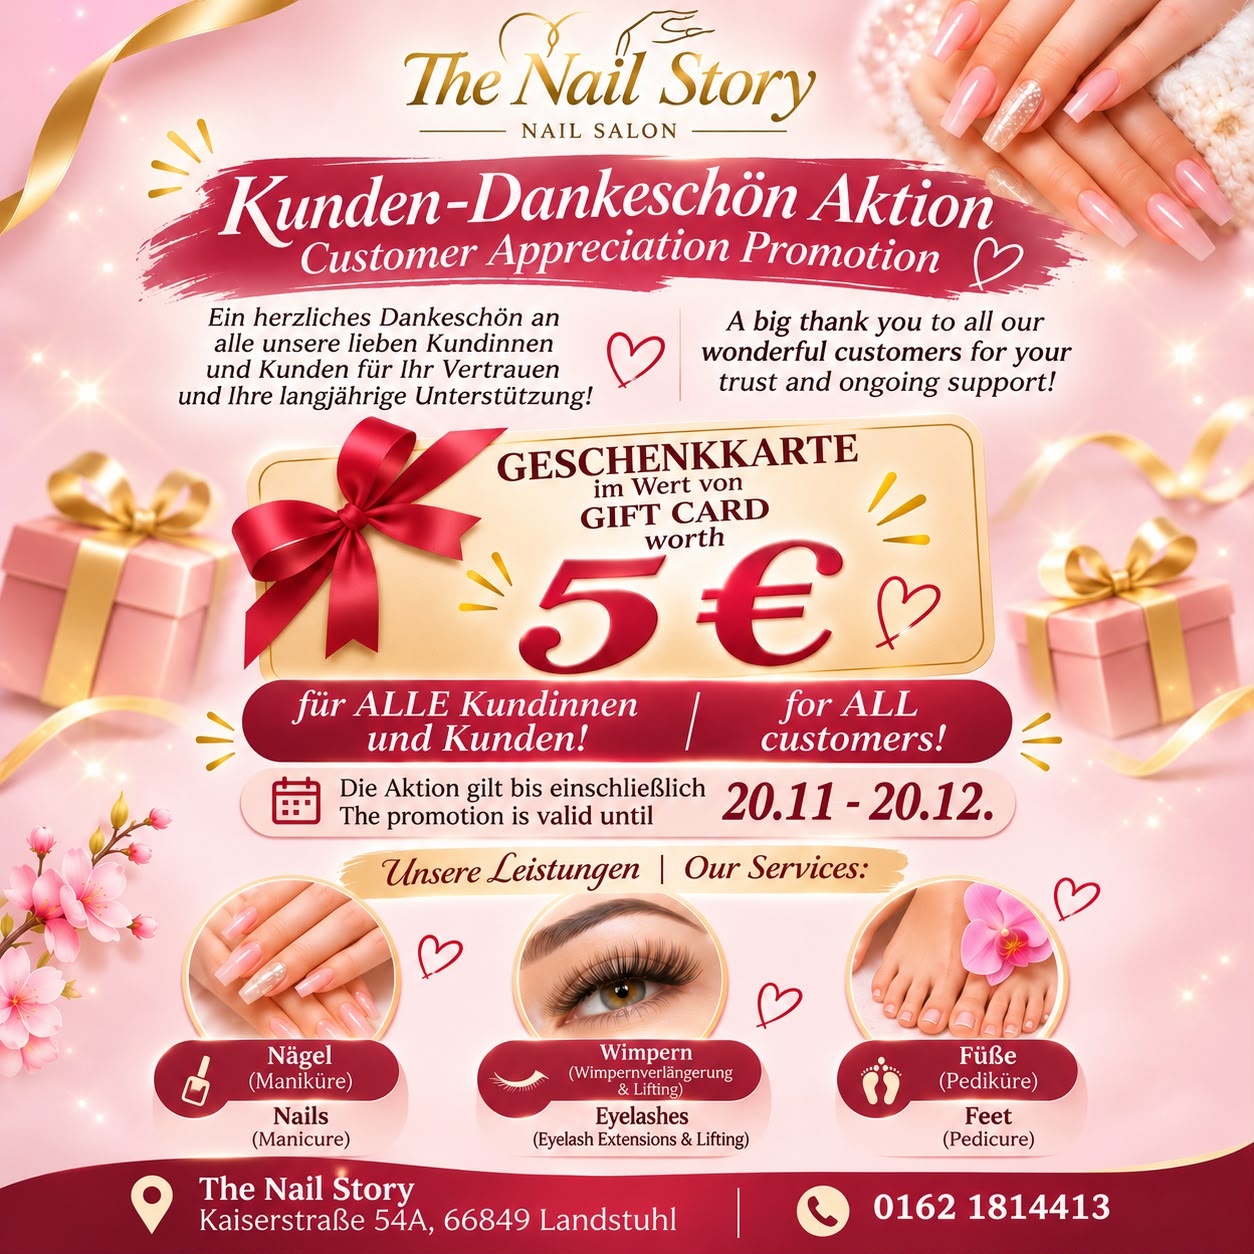 The Nail Story
NAIL SALON
Kunden-Dankeschön Aktion
Customer Appreciation Promotion
Ein herzliches Dankeschön an
alle unsere lieben Kundinnen
und Kunden für Ihr Vertrauen
und Ihre langjährige Unterstützung!
A big thank you to all our
wonderful customers for your
trust and ongoing support!
GESCHENKKARTE
im Wert von
GIFT CARD
worth
5 €
für ALLE Kundinnen
und Kunden!
/
for ALL
customers!
Die Aktion gilt bis einschließlich
The promotion is valid until
20.11 - 20.12.
Unsere Leistungen | Our Services:
Nägel
(Maniküre)
Nails
(Manicure)
Wimpern
(Wimpernverlängerung
& Lifting)
Eyelashes
(Eyelash Extensions & Lifting)
Füße
(Pediküre)
Feet
(Pedicure)
The Nail Story
Kaiserstraße 54A, 66849 Landstuhl
0162 1814413